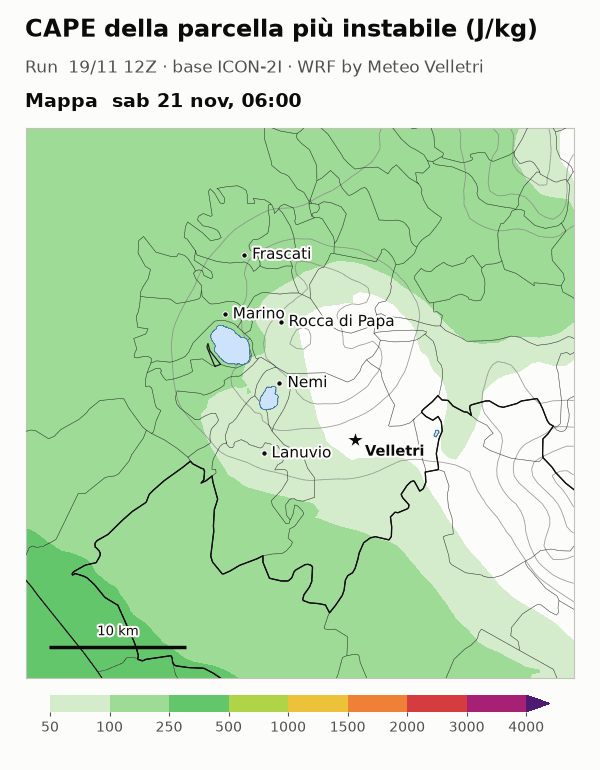 CAPE della parcella più instabile (J/kg)
Run  19/11 12Z · base ICON-2I · WRF by Meteo Velletri
Mappa  sab 21 nov, 06:00
Frascati
Marino
Rocca di Papa
Nemi
Velletri
Lanuvio
10 km
50 100 250 500 1000 1500 2000 3000 4000